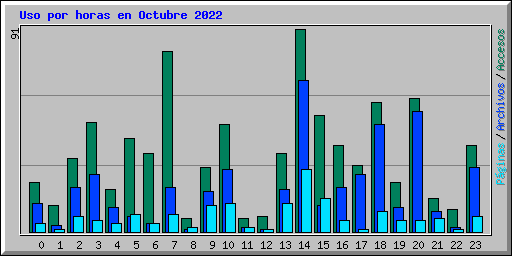 Uso por horas en Octubre 2022
91
Páginas / Archivos / Accesos
0 1 2 3 4 5 6 7 8 9 10 11 12 13 14 15 16 17 18 19 20 21 22 23